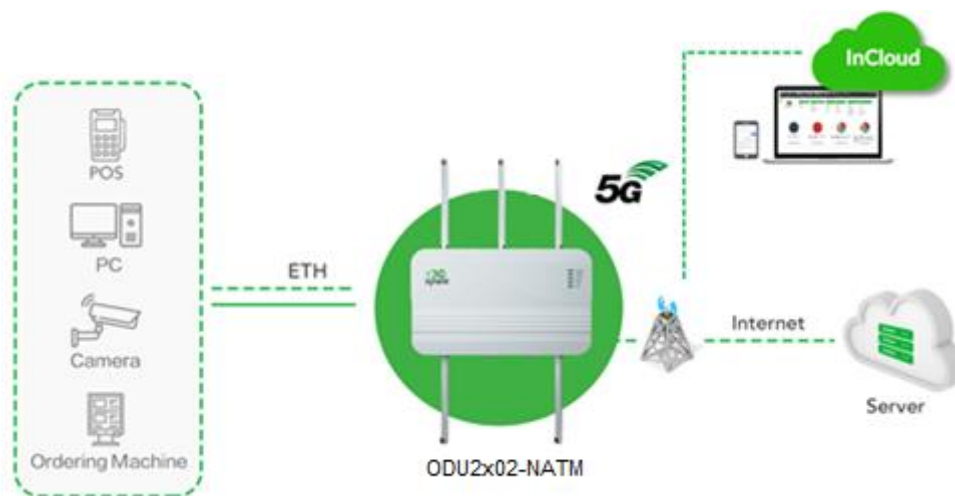 POS
PC
Camera
Ordering Machine
ETH
5G
ODU2x02-NATM
InCloud
Internet
Server